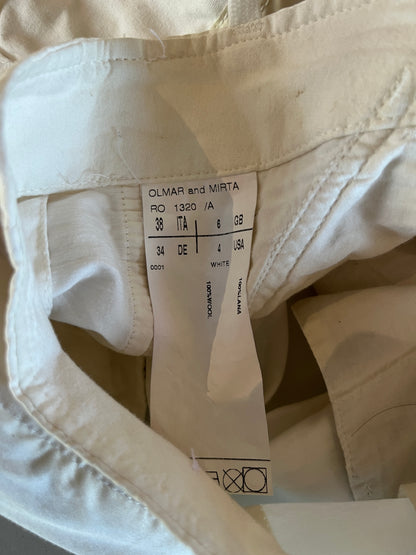 OLMAR and MIRTA
RO 1320 /A
38 ITA 6 GB
34 DE 4 USA
0001 WHITE
100%WOOL
100%LANA